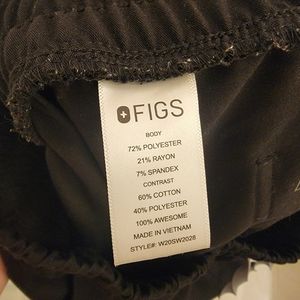 FIGS
BODY
72% POLYESTER
21% RAYON
7% SPANDEX
CONTRAST
60% COTTON
40% POLYESTER
100% AWESOME
MADE IN VIETNAM
STYLE#: W20SW2028